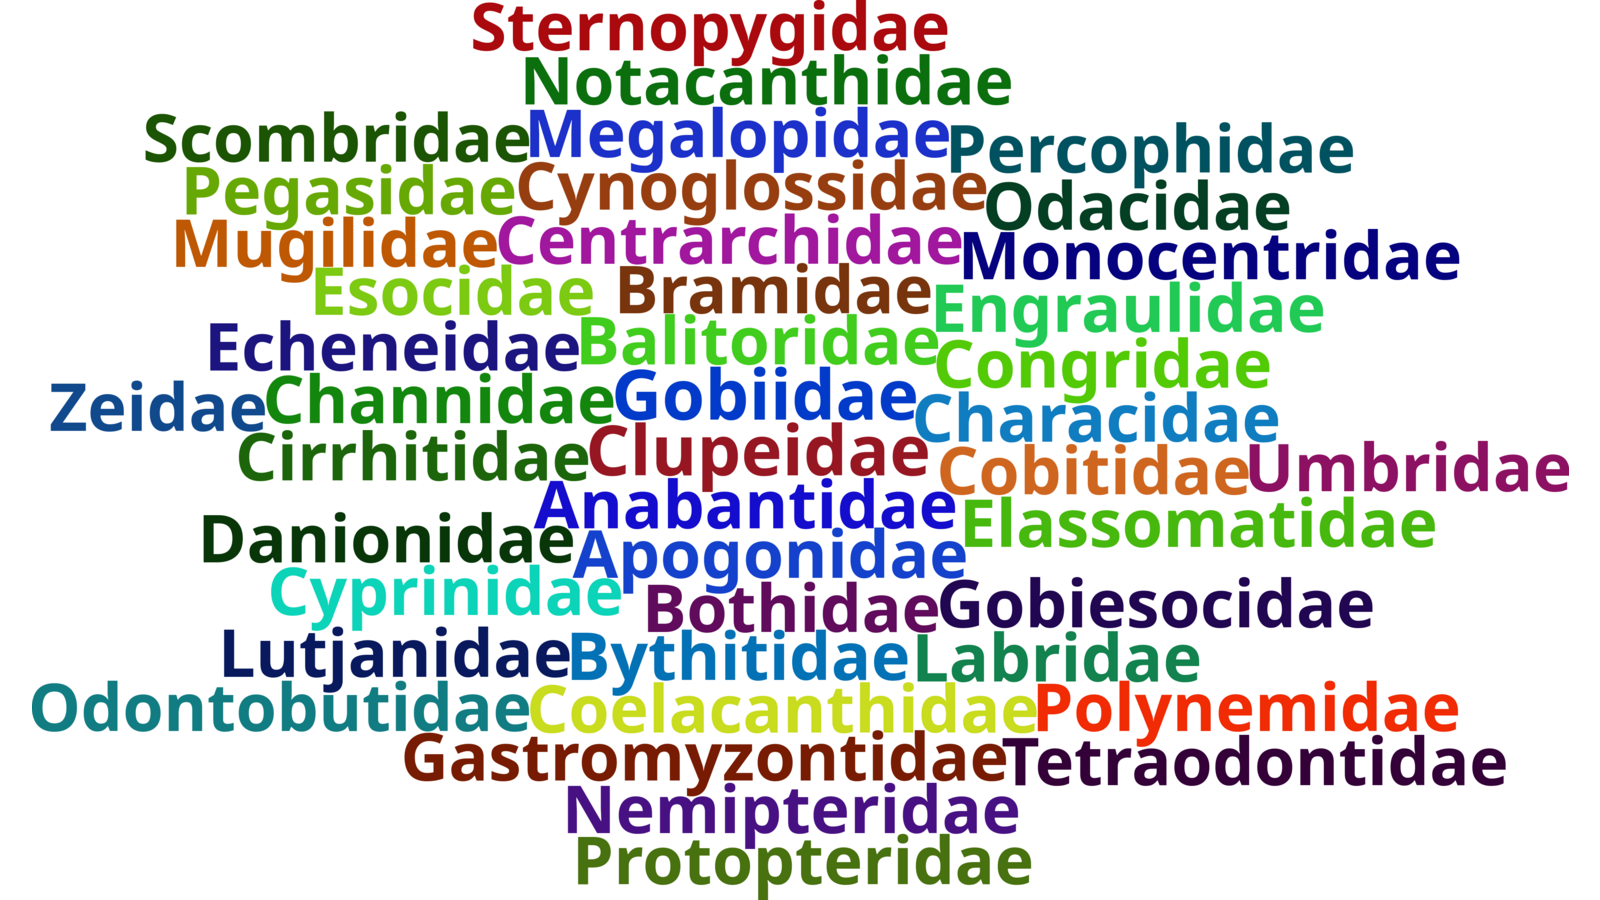 Sternopygidae
Notacanthidae
Scombridae Megalopidae Percophidae
Pegasidae Cynoglossidae Odacidae
Mugilidae Centrarchidae Monocentridae
Esocidae Bramidae Engraulidae
Echeneidae Balitoridae Congridae
Zeidae Channidae Gobiidae Characidae
Cirrhitidae Clupeidae Cobitidae Umbridae
Anabantidae Elassomatidae
Danionidae Apogonidae
Cyprinidae Bothidae Gobiesocidae
Lutjanidae Bythitidae Labridae
Odontobutidae Coelacanthidae Polynemidae
Gastromyzontidae Tetraodontidae
Nemipteridae
Protopteridae